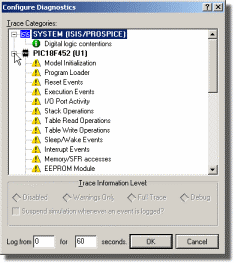 Configure Diagnostics
Trace Categories:
SYSTEM (ISIS/PROSPICE)
Digital logic contentions
PIC18F452 (U1)
Model Initialization
Program Loader
Reset Events
Execution Events
I/O Port Activity
Stack Operations
Table Read Operations
Table Write Operations
Sleep/Wake Events
Interrupt Events
Memory/SFR accesses
EEPROM Module
Trace Information Level:
Disabled Warnings Only Full Trace Debug
Suspend simulation whenever an event is logged?
Log from 0 for 60 seconds. OK Cancel